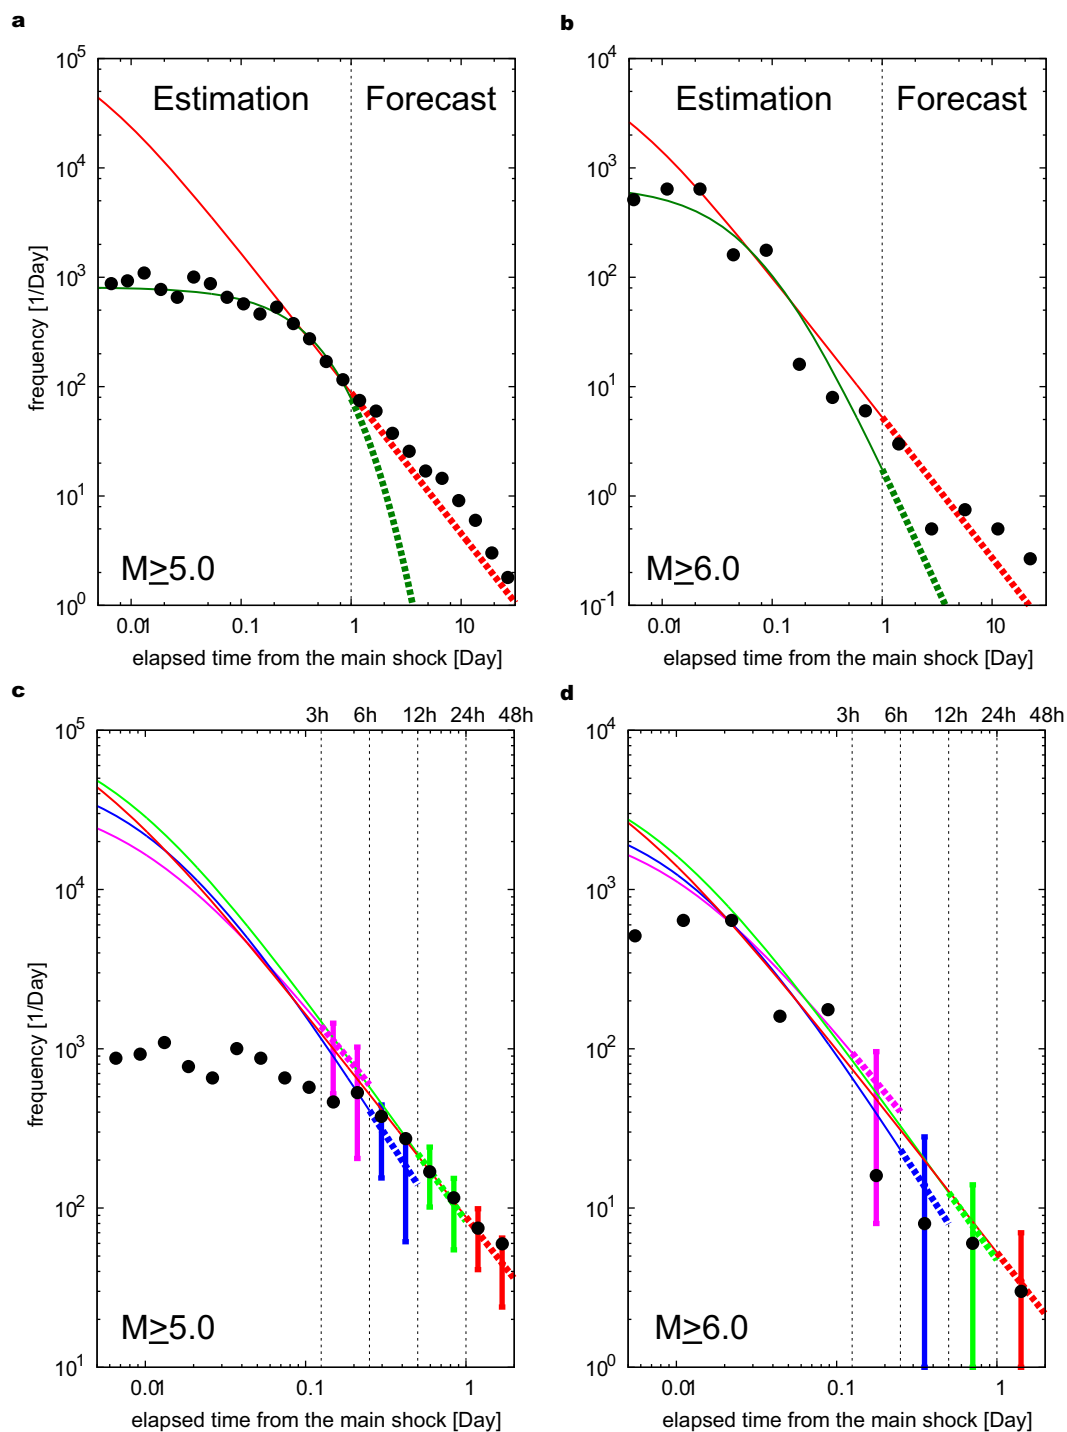 a
10^5
10^4
10^3
10^2
10^1
10^0
frequency [1/Day]
Estimation
Forecast
M≥5.0
0.01 0.1 1 10
elapsed time from the main shock [Day]
b
10^4
10^3
10^2
10^1
10^0
10^-1
Estimation
Forecast
M≥6.0
0.01 0.1 1 10
elapsed time from the main shock [Day]
c
3h 6h 12h 24h 48h
10^5
10^4
10^3
10^2
10^1
frequency [1/Day]
M≥5.0
0.01 0.1 1
elapsed time from the main shock [Day]
d
3h 6h 12h 24h 48h
10^4
10^3
10^2
10^1
10^0
M≥6.0
0.01 0.1 1
elapsed time from the main shock [Day]